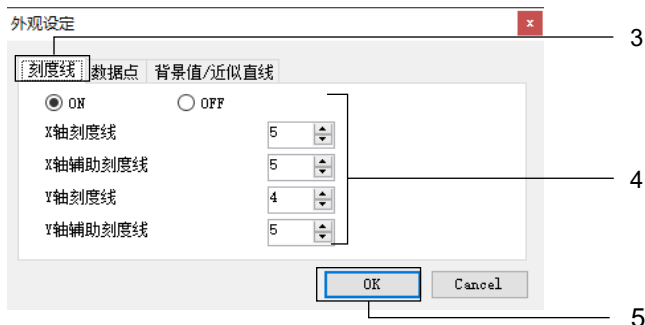 外观设定
x
3
刻度线 数据点 背景值/近似直线
ON OFF
X轴刻度线 5
X轴辅助刻度线 5
4
Y轴刻度线 4
Y轴辅助刻度线 5
OK Cancel
5